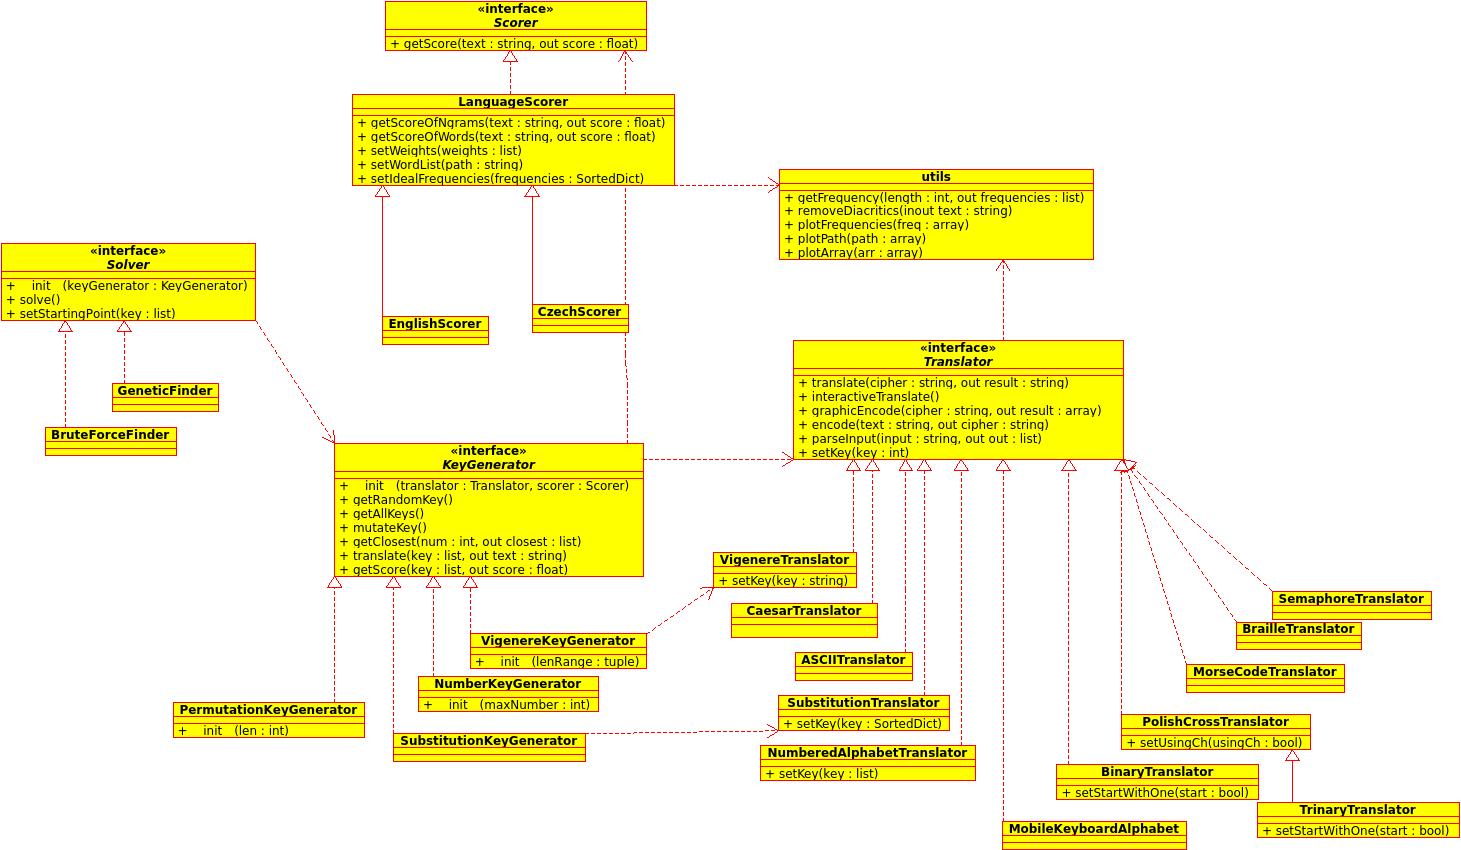 «interface»
Scorer
+ getScore(text : string, out score : float)
LanguageScorer
+ getScoreOfNgrams(text : string, out score : float)
+ getScoreOfWords(text : string, out score : float)
+ setWeights(weights : list)
+ setWordList(path : string)
+ setIdealFrequencies(frequencies : SortedDict)
utils
+ getFrequency(length : int, out frequencies : list)
+ removeDiacritics(inout text : string)
+ plotFrequencies(freq : array)
+ plotPath(path : array)
+ plotArray(arr : array)
«interface»
Solver
+ __init__(keyGenerator : KeyGenerator)
+ solve()
+ setStartingPoint(key : list)
EnglishScorer
CzechScorer
GeneticFinder
BruteForceFinder
«interface»
Translator
+ translate(cipher : string, out result : string)
+ interactiveTranslate()
+ graphicEncode(cipher : string, out result : array)
+ encode(text : string, out cipher : string)
+ parseInput(input : string, out out : list)
+ setKey(key : int)
«interface»
KeyGenerator
+ __init__(translator : Translator, scorer : Scorer)
+ getRandomKey()
+ getAllKeys()
+ mutateKey()
+ getClosest(num : int, out closest : list)
+ translate(key : list, out text : string)
+ getScore(key : list, out score : float)
VigenereTranslator
+ setKey(key : string)
CaesarTranslator
SemaphoreTranslator
BrailleTranslator
VigenereKeyGenerator
+ __init__(lenRange : tuple)
ASCIITranslator
MorseCodeTranslator
NumberKeyGenerator
+ __init__(maxNumber : int)
SubstitutionTranslator
+ setKey(key : SortedDict)
PermutationKeyGenerator
+ __init__(len : int)
PolishCrossTranslator
+ setUsingCh(usingCh : bool)
SubstitutionKeyGenerator
NumberedAlphabetTranslator
+ setKey(key : list)
BinaryTranslator
+ setStartWithOne(start : bool)
TrinaryTranslator
+ setStartWithOne(start : bool)
MobileKeyboardAlphabet